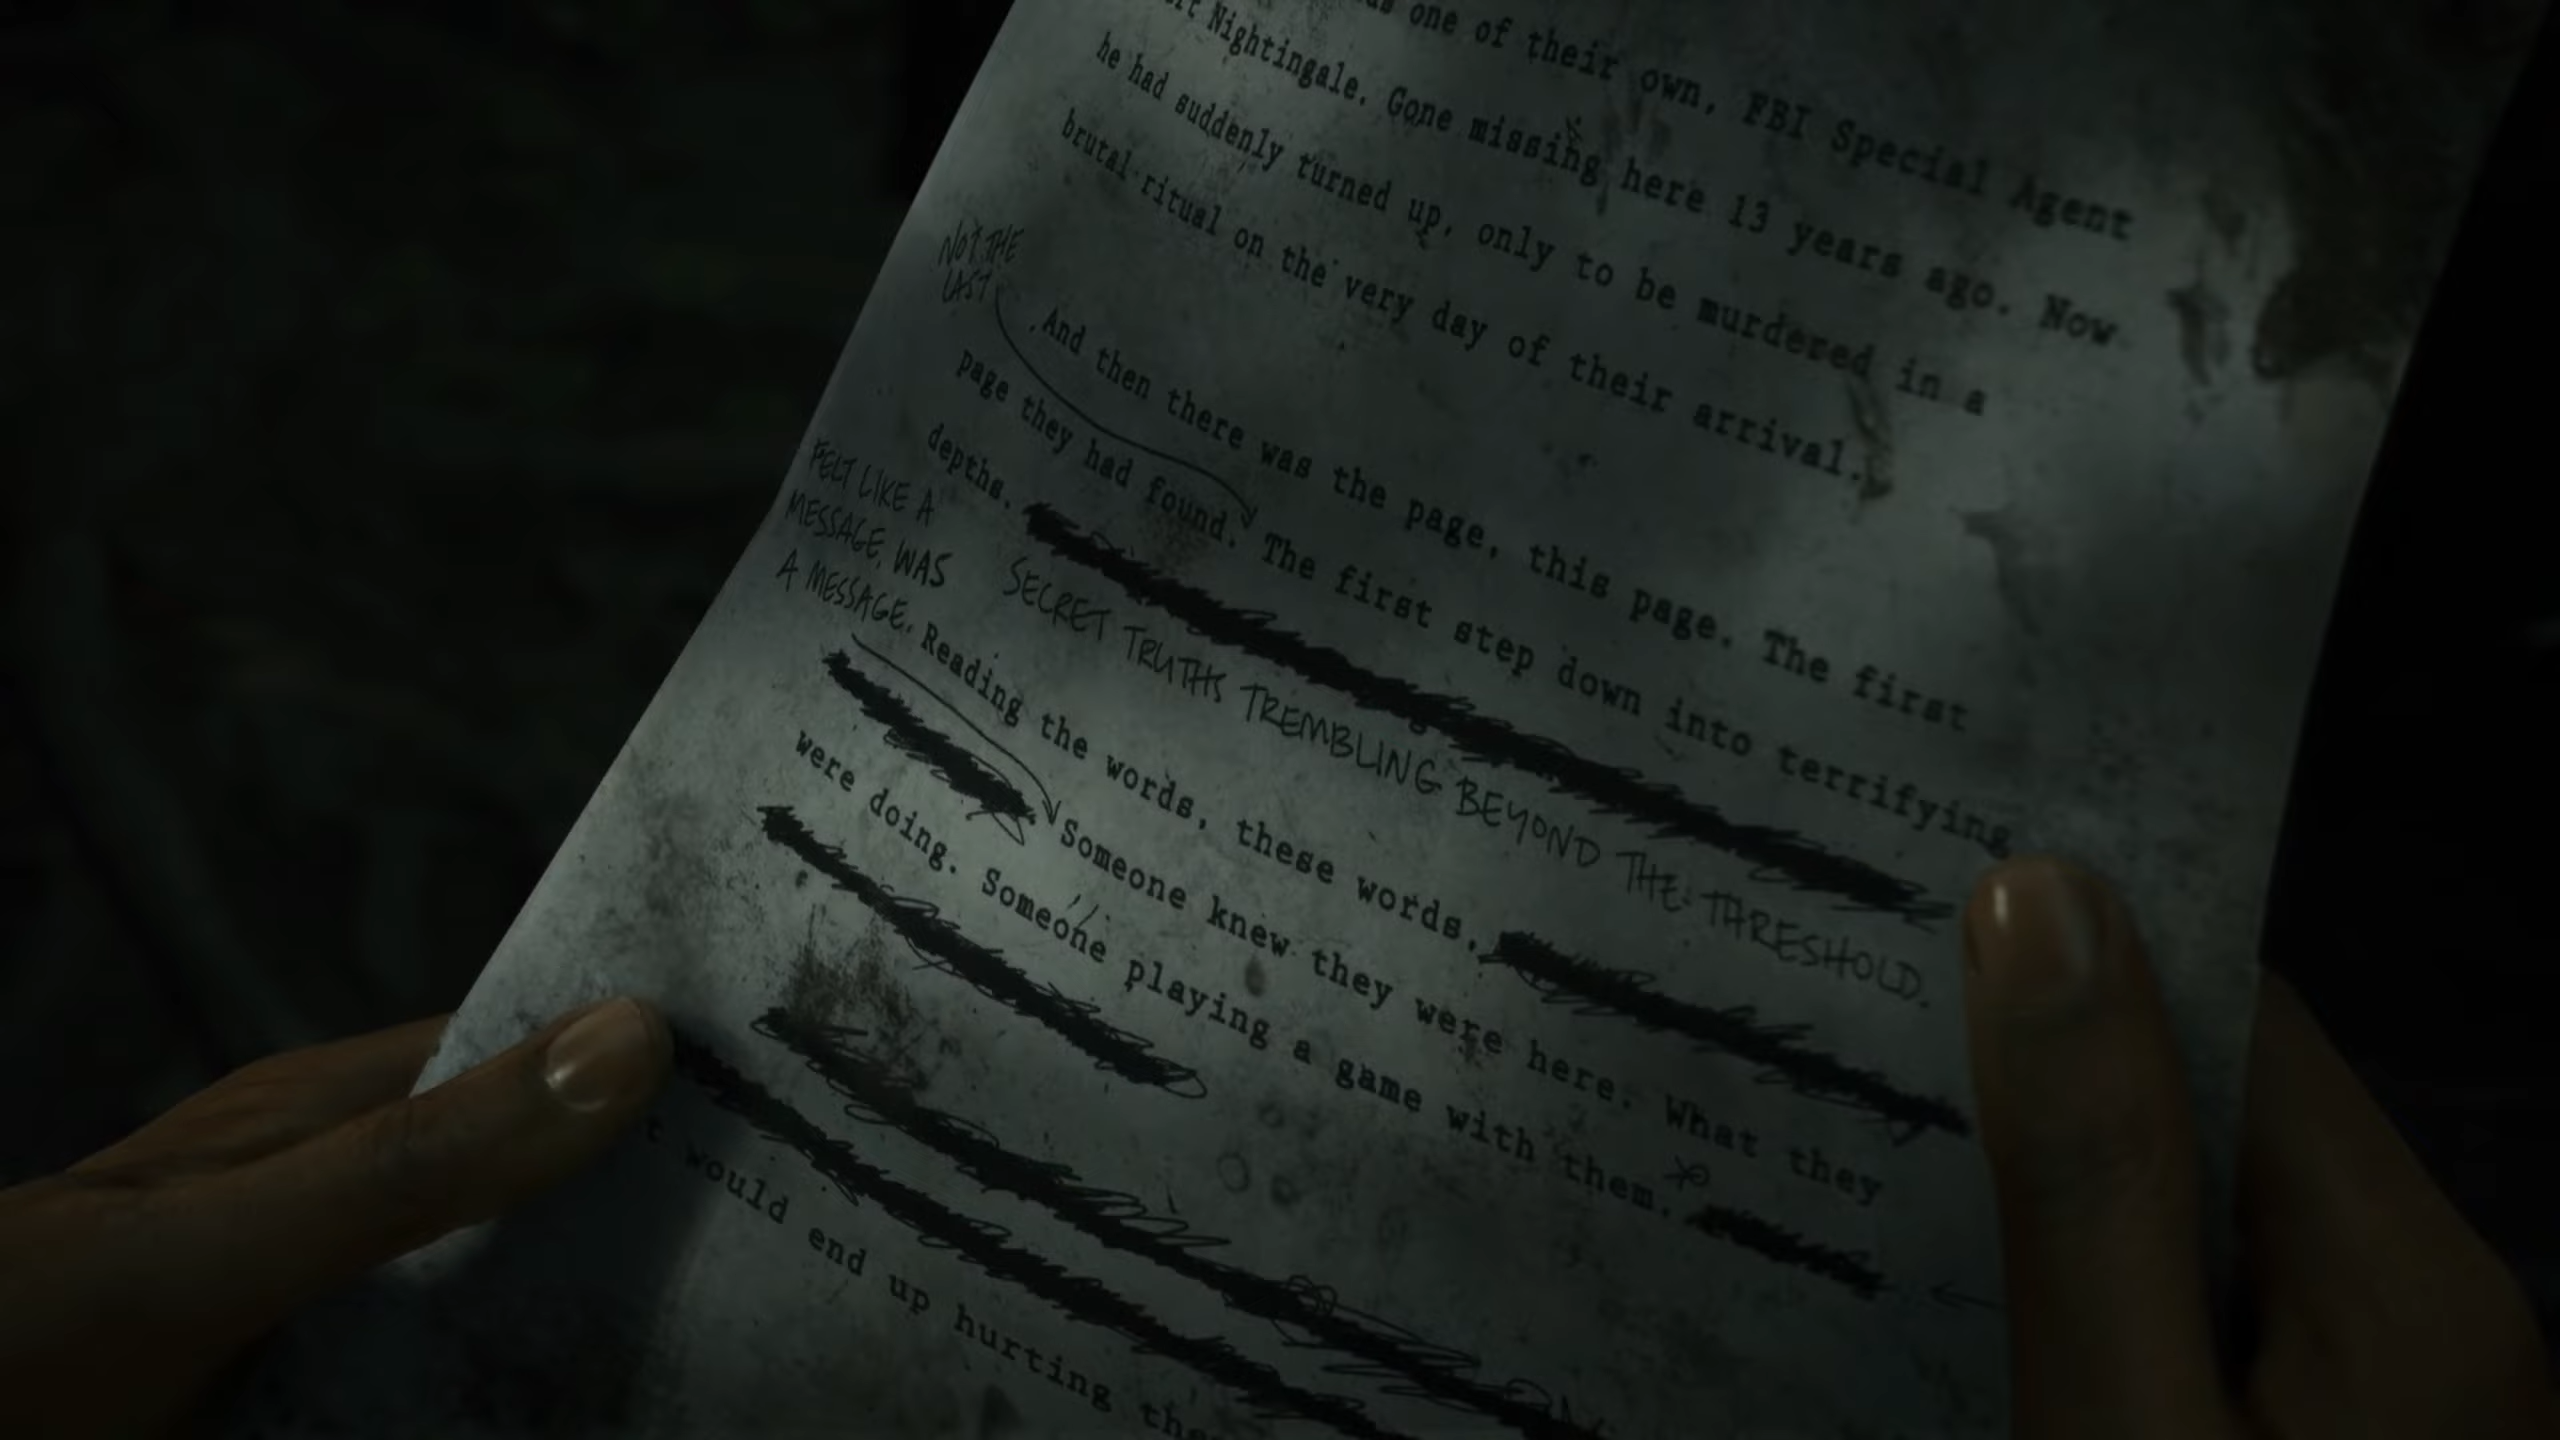 one of their own, FBI Special Agent
Nightingale. Gone missing here 13 years ago. Now
he had suddenly turned up, only to be murdered in a
brutal ritual on the very day of their arrival.
NOT THE
LAST
And then there was the page, this page. The first
page they had found. The first step down into terrifying
depths.
SECRET TRUTHS TREMBLING BEYOND THE THRESHOLD.
FELT LIKE A
MESSAGE. WAS
A MESSAGE.
Reading the words, these words.
Someone knew they were here. What they
were doing. Someone playing a game with them.
would end up hurting